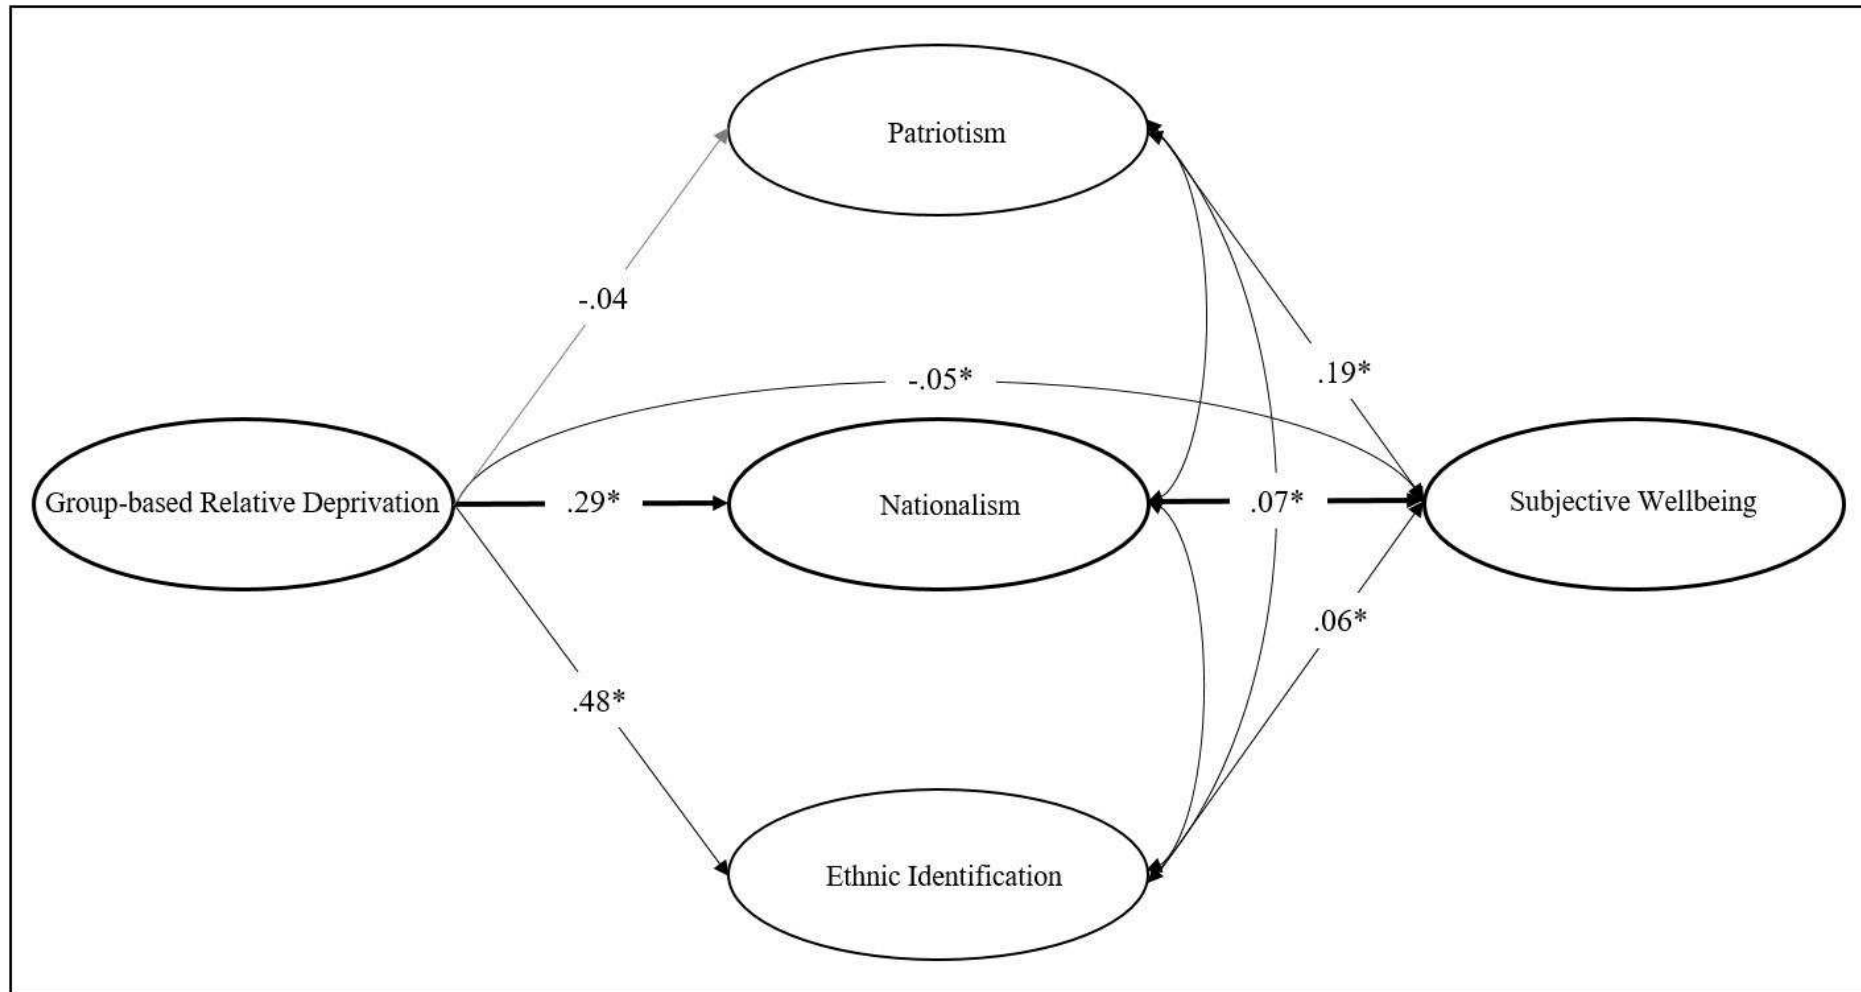 Patriotism
-.04
.19*
-.05*
Group-based Relative Deprivation
.29*
Nationalism
.07*
Subjective Wellbeing
.06*
.48*
Ethnic Identification